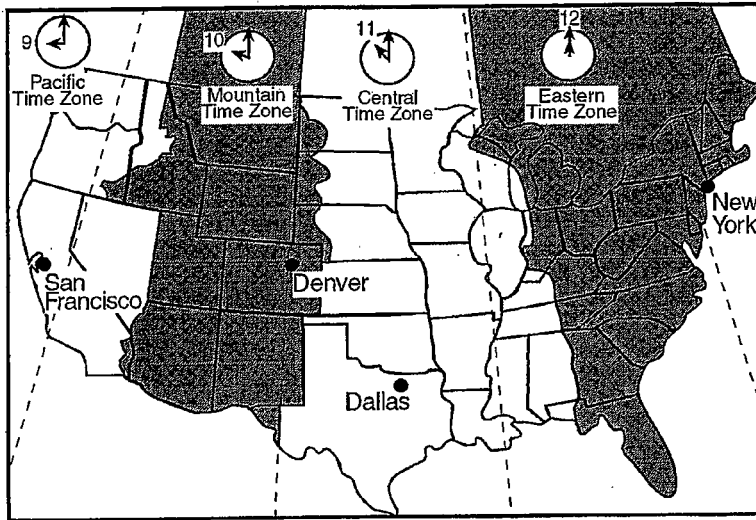 9
Pacific
Time Zone
10
Mountain
Time Zone
11
Central
Time Zone
12
Eastern
Time Zone
New
York
San
Francisco
Denver
Dallas